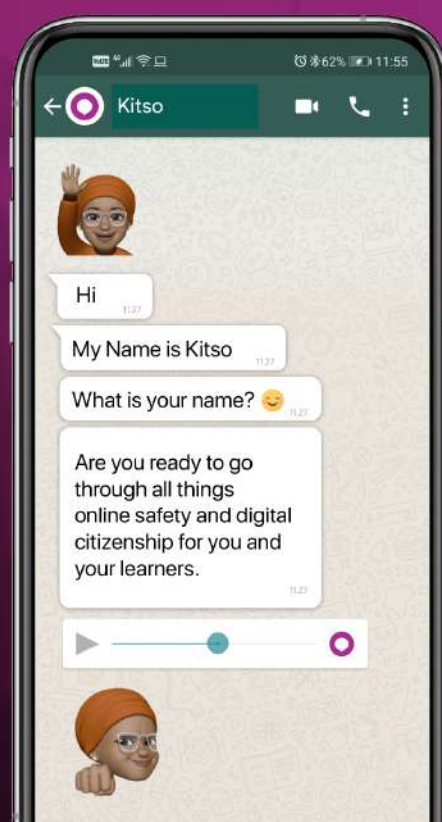 62% 11:55
Kitso
Hi
11:27
My Name is Kitso
11:27
What is your name? 😊
11:27
Are you ready to go
through all things
online safety and digital
citizenship for you and
your learners.
11:27